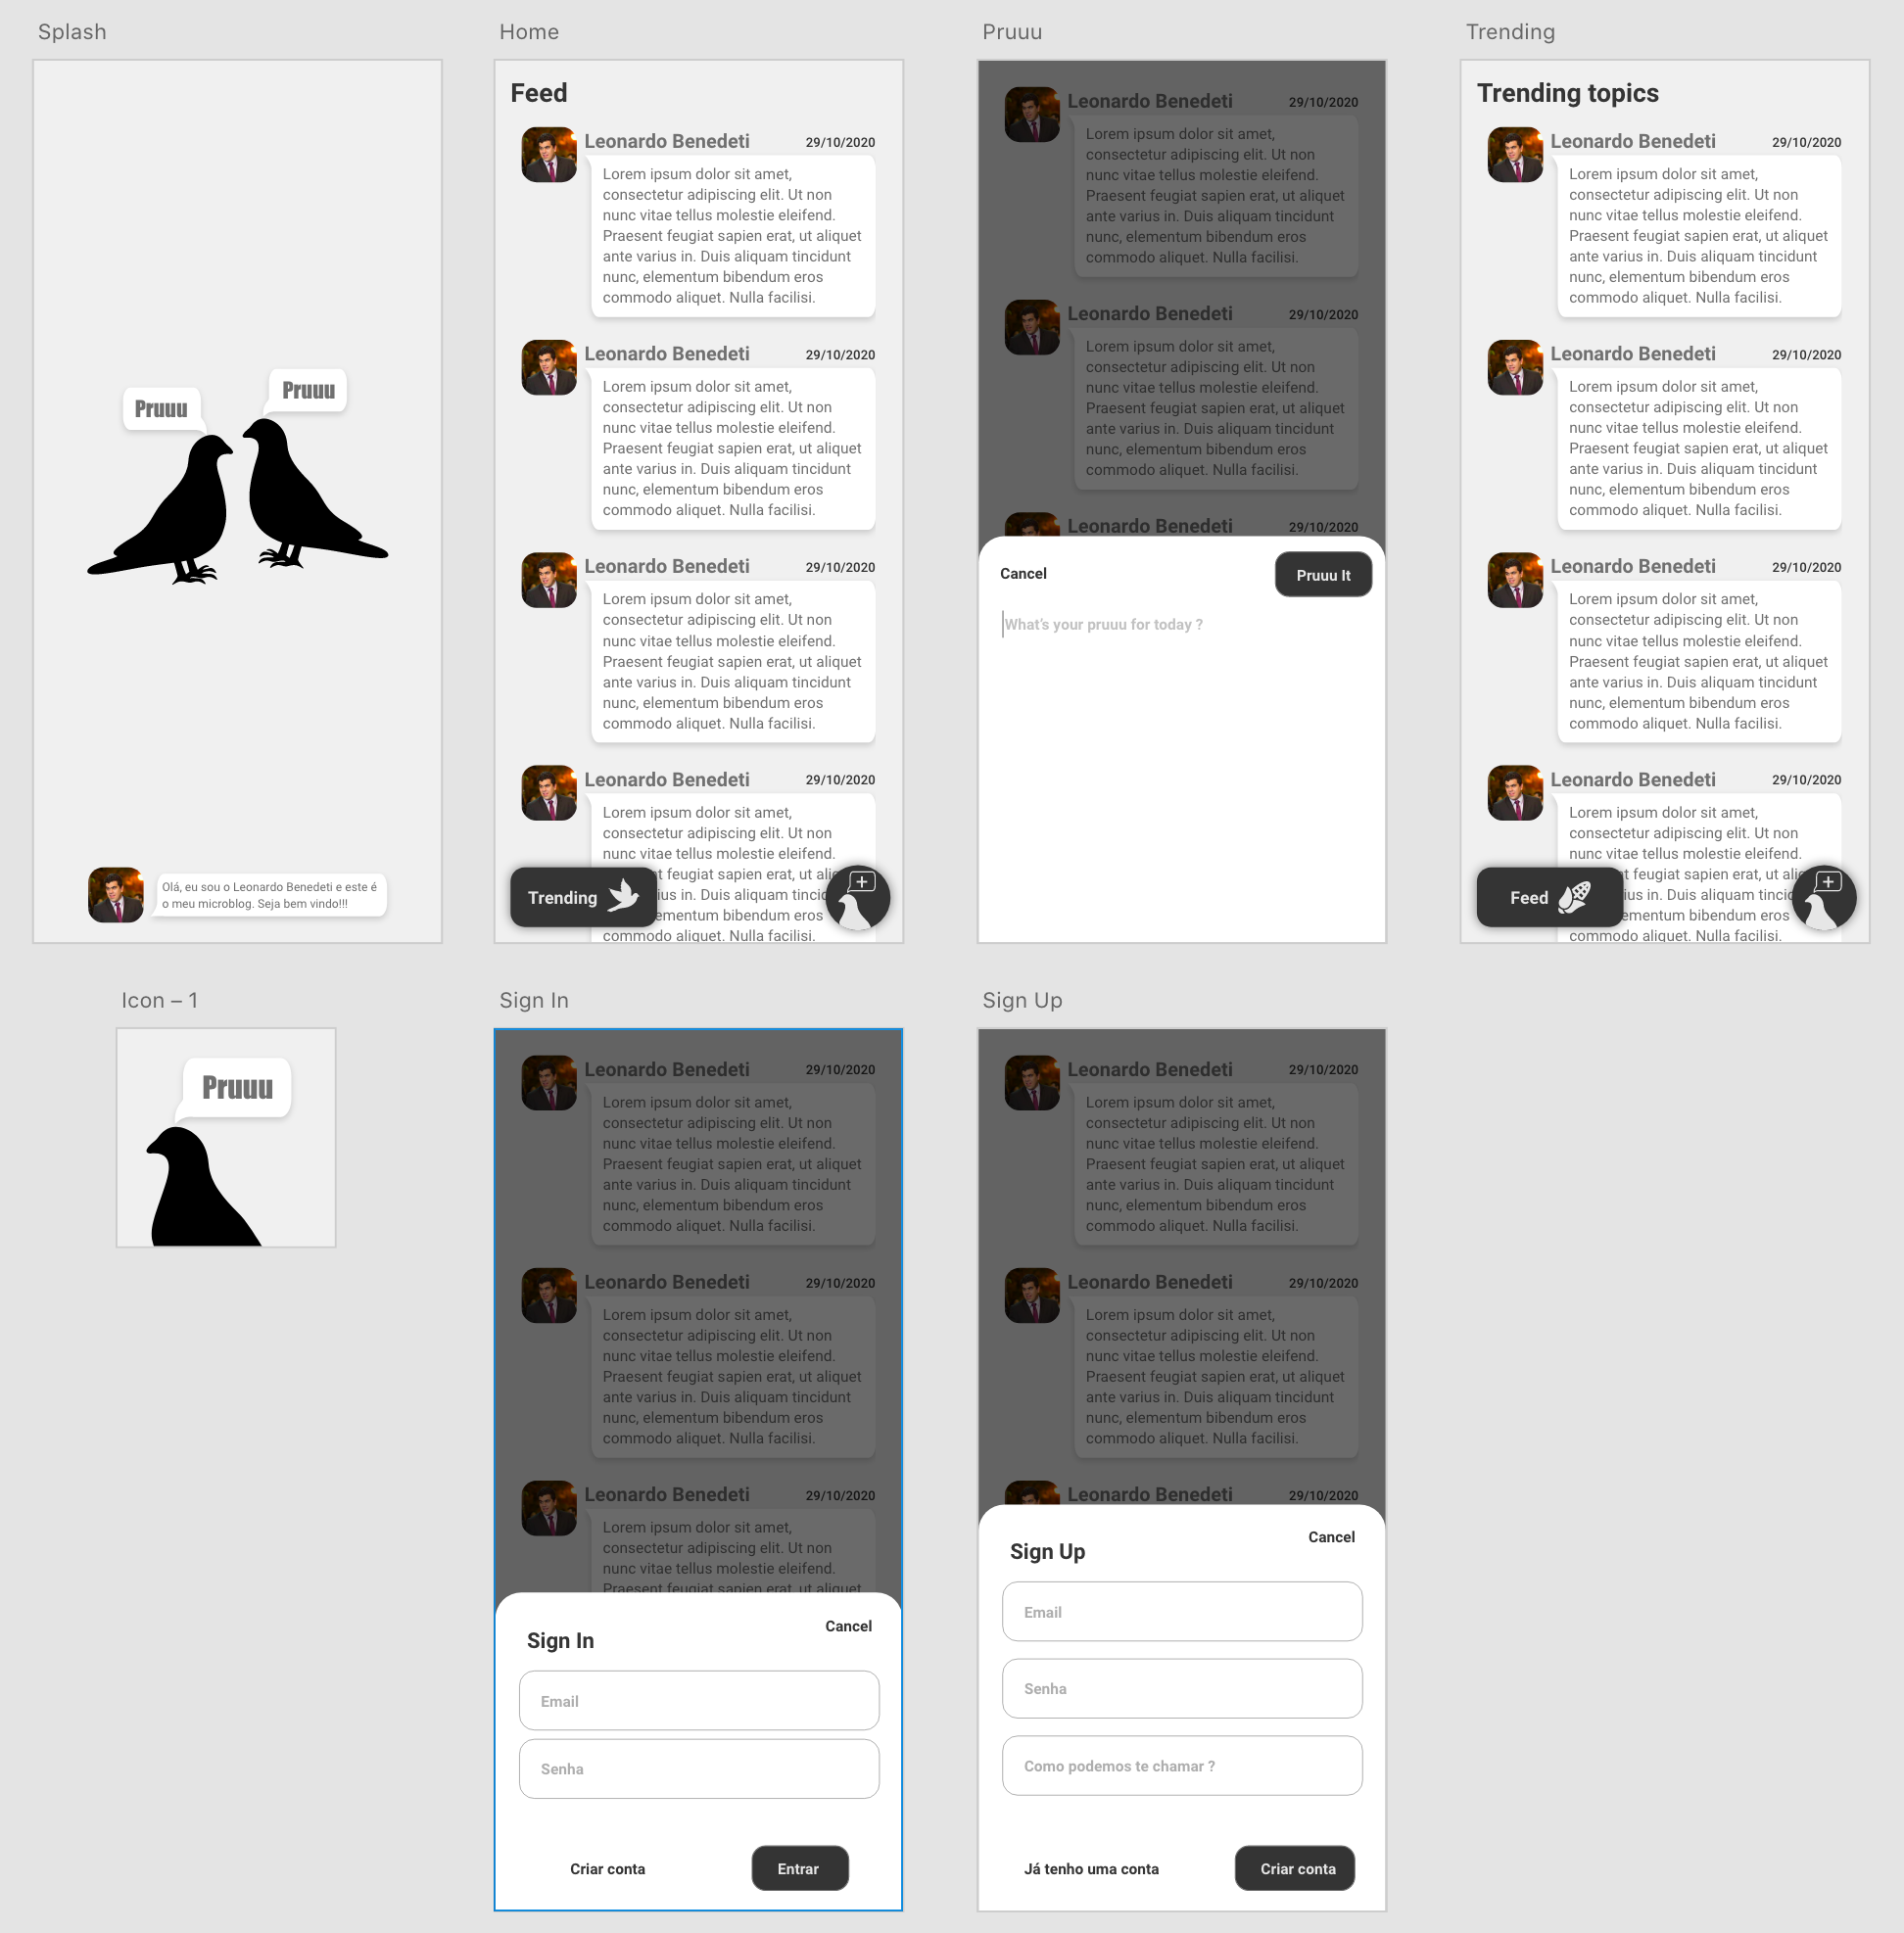 Splash
Pruuu
Pruuu
Olá, eu sou o Leonardo Benedeti e este é
o meu microblog. Seja bem vindo!!!
Home
Feed
Leonardo Benedeti 29/10/2020
Lorem ipsum dolor sit amet,
consectetur adipiscing elit. Ut non
nunc vitae tellus molestie eleifend.
Praesent feugiat sapien erat, ut aliquet
ante varius in. Duis aliquam tincidunt
nunc, elementum bibendum eros
commodo aliquet. Nulla facilisi.
Leonardo Benedeti 29/10/2020
Lorem ipsum dolor sit amet,
consectetur adipiscing elit. Ut non
nunc vitae tellus molestie eleifend.
Praesent feugiat sapien erat, ut aliquet
ante varius in. Duis aliquam tincidunt
nunc, elementum bibendum eros
commodo aliquet. Nulla facilisi.
Leonardo Benedeti 29/10/2020
Lorem ipsum dolor sit amet,
consectetur adipiscing elit. Ut non
nunc vitae tellus molestie eleifend.
Praesent feugiat sapien erat, ut aliquet
ante varius in. Duis aliquam tincidunt
nunc, elementum bibendum eros
commodo aliquet. Nulla facilisi.
Leonardo Benedeti 29/10/2020
Lorem ipsum dolor sit amet,
consectetur adipiscing elit. Ut non
nunc vitae tellus molestie eleifend.
feugiat sapien erat, ut
Trending
bibendum eros
commodo aliquet. Nulla facilisi.
Pruuu
Leonardo Benedeti 29/10/2020
Lorem ipsum dolor sit amet,
consectetur adipiscing elit. Ut non
nunc vitae tellus molestie eleifend.
Praesent feugiat sapien erat, ut aliquet
ante varius in. Duis aliquam tincidunt
nunc, elementum bibendum eros
commodo aliquet. Nulla facilisi.
Leonardo Benedeti 29/10/2020
Lorem ipsum dolor sit amet,
consectetur adipiscing elit. Ut non
nunc vitae tellus molestie eleifend.
Praesent feugiat sapien erat, ut aliquet
ante varius in. Duis aliquam tincidunt
nunc, elementum bibendum eros
commodo aliquet. Nulla facilisi.
Leonardo Benedeti 29/10/2020
Cancel Pruuu It
What's your pruuu for today ?
Trending
Trending topics
Leonardo Benedeti 29/10/2020
Lorem ipsum dolor sit amet,
consectetur adipiscing elit. Ut non
nunc vitae tellus molestie eleifend.
Praesent feugiat sapien erat, ut aliquet
ante varius in. Duis aliquam tincidunt
nunc, elementum bibendum eros
commodo aliquet. Nulla facilisi.
Leonardo Benedeti 29/10/2020
Lorem ipsum dolor sit amet,
consectetur adipiscing elit. Ut non
nunc vitae tellus molestie eleifend.
Praesent feugiat sapien erat, ut aliquet
ante varius in. Duis aliquam tincidunt
nunc, elementum bibendum eros
commodo aliquet. Nulla facilisi.
Leonardo Benedeti 29/10/2020
Lorem ipsum dolor sit amet,
consectetur adipiscing elit. Ut non
nunc vitae tellus molestie eleifend.
Praesent feugiat sapien erat, ut aliquet
ante varius in. Duis aliquam tincidunt
nunc, elementum bibendum eros
commodo aliquet. Nulla facilisi.
Leonardo Benedeti 29/10/2020
Lorem ipsum dolor sit amet,
consectetur adipiscing elit. Ut non
nunc vitae tellus molestie eleifend.
feugiat sapien erat, ut
Feed
bibendum eros
commodo aliquet. Nulla facilisi.
Icon – 1
Pruuu
Sign In
Leonardo Benedeti 29/10/2020
Lorem ipsum dolor sit amet,
consectetur adipiscing elit. Ut non
nunc vitae tellus molestie eleifend.
Praesent feugiat sapien erat, ut aliquet
ante varius in. Duis aliquam tincidunt
nunc, elementum bibendum eros
commodo aliquet. Nulla facilisi.
Leonardo Benedeti 29/10/2020
Lorem ipsum dolor sit amet,
consectetur adipiscing elit. Ut non
nunc vitae tellus molestie eleifend.
Praesent feugiat sapien erat, ut aliquet
ante varius in. Duis aliquam tincidunt
nunc, elementum bibendum eros
commodo aliquet. Nulla facilisi.
Leonardo Benedeti 29/10/2020
Lorem ipsum dolor sit amet,
consectetur adipiscing elit. Ut non
nunc vitae tellus molestie eleifend.
Praesent feugiat sapien erat, ut aliquet
Cancel
Sign In
Email
Senha
Criar conta Entrar
Sign Up
Leonardo Benedeti 29/10/2020
Lorem ipsum dolor sit amet,
consectetur adipiscing elit. Ut non
nunc vitae tellus molestie eleifend.
Praesent feugiat sapien erat, ut aliquet
ante varius in. Duis aliquam tincidunt
nunc, elementum bibendum eros
commodo aliquet. Nulla facilisi.
Leonardo Benedeti 29/10/2020
Lorem ipsum dolor sit amet,
consectetur adipiscing elit. Ut non
nunc vitae tellus molestie eleifend.
Praesent feugiat sapien erat, ut aliquet
ante varius in. Duis aliquam tincidunt
nunc, elementum bibendum eros
commodo aliquet. Nulla facilisi.
Leonardo Benedeti 29/10/2020
Cancel
Sign Up
Email
Senha
Como podemos te chamar ?
Já tenho uma conta Criar conta